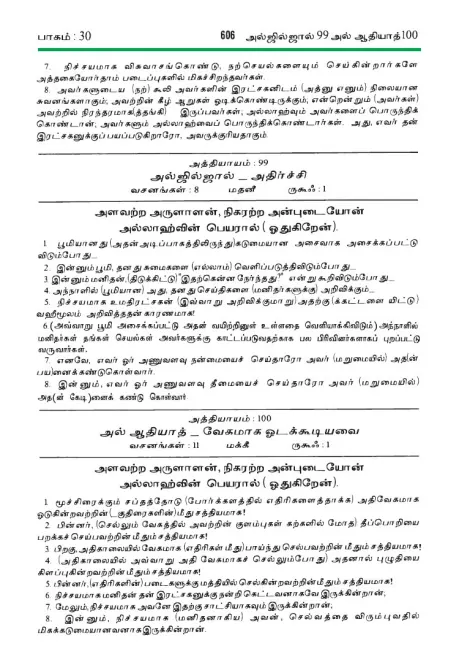 பாகம் : 30 606 அல்ஜில்ஜால் 99 அல் ஆதியாத்100
7. நிச்சயமாக விசுவாசங்கொண்டு, நற்செயல்களையும் செய்கின்றார்களே
அத்தகையோர்தாம் படைப்புகளில் மிகச்சிறந்தவர்கள்.
8. அவர்களுடைய (நற்) கூலி அவர்களின் இரட்சகனிடம் (அத்னு எனும்) நிலையான
சுவனங்களாகும்; அவற்றின் கீழ் ஆறுகள் ஓடிக்கொண்டிருக்கும், என்றென்றும் (அவர்கள்)
அவற்றில் நிரந்தரமாக(த்தங்கி) இருப்பவர்கள்; அல்லாஹ்வும் அவர்களைப் பொருந்திக்
கொண்டான்; அவர்களும் அல்லாஹ்வைப் பொருந்திக்கொண்டார்கள். அது, எவர் தன்
இரட்சகனுக்குப் பயப்படுகிறாரோ, அவருக்குரியதாகும்.
அத்தியாயம் : 99
அல்ஜில்ஜால் _ அதிர்ச்சி
வசனங்கள் : 8 மதனீ ருகூஃ : 1
அளவற்ற அருளாளன், நிகரற்ற அன்புடையோன்
அல்லாஹ்வின் பெயரால் ( ஓதுகிறேன்).
1. பூமியானது (அதன் அடிப்பாகத்திலிருந்து)கடுமையான அசைவாக அசைக்கப்பட்டு
விடும்போது_
2. இன்னும் பூமி, தனது சுமைகளை (எல்லாம்) வெளிப்படுத்திவிடும்போது_
3 இன்னும் மனிதன், (திடுக்கிட்டு) "இதற்கென்ன நேர்ந்தது?" என்று கூறிவிடும்போது_
4. அந்நாளில் (பூமியான) அது, தனது செய்திகளை (மனிதர்களுக்கு) அறிவிக்கும்_
5. நிச்சயமாக உமதிரட்சகன் (இவ்வாறு அறிவிக்குமாறு) அதற்கு (க்கட்டளை யிட்டு)
வஹீமூலம் அறிவித்ததன் காரணமாக!
6.(அவ்வாறு பூமி அசைக்கப்பட்டு அதன் வயிற்றினுள் உள்ளதை வெளியாக்கிவிடும்) அந்நாளில்
மனிதர்கள் தங்கள் செயல்கள் அவர்களுக்கு காட்டப்படுவதற்காக பல பிரிவினர்களாகப் புறப்பட்டு
வருவார்கள்.
7. எனவே, எவர் ஓர் அணுவளவு நன்மையைச் செய்தாரோ அவர் (மறுமையில்) அத(ன்
பய)னைக் கண்டுகொள்வார்.
8. இன்னும், எவர் ஓர் அணுவளவு தீமையைச் செய்தாரோ அவர் (மறுமையில்)
அத(ன் கேடி)னைக் கண்டு கொள்வார்
அத்தியாயம் : 100
அல் ஆதியாத் _ வேகமாக ஓடக்கூடியவை
வசனங்கள் : 11 மக்கீ ருகூஃ : 1
அளவற்ற அருளாளன், நிகரற்ற அன்புடையோன்
அல்லாஹ்வின் பெயரால் ( ஓதுகிறேன்).
1. மூச்சிரைக்கும் சப்தத்தோடு (போர்க்களத்தில் எதிரிகளைத்தாக்க) அதிவேகமாக
ஓடுகின்றவற்றின்(_குதிரைகளின்)மீது சத்தியமாக!
2. பின்னர், (செல்லும் வேகத்தில் அவற்றின் குளம்புகள் கற்களில் மோத) தீப்பொறியை
பறக்கச் செய்பவற்றின் மீதும் சத்தியமாக!
3. பிறகு, அதிகாலையில் வேகமாக (எதிரிகள் மீது) பாய்ந்து செல்பவற்றின் மீதும் சத்தியமாக!
4. (அதிகாலையில் அவ்வாறு அதி வேகமாகச் செல்லும்போது) அதனால் புழுதியை
கிளப்புகின்றவற்றின் மீதும் சத்தியமாக!
5. பின்னர், (எதிரிகளின்) படைகளுக்கு மத்தியில் செல்கின்றவற்றின் மீதும் சத்தியமாக!
6. நிச்சயமாக மனிதன் தன் இரட்சகனுக்கு நன்றி கெட்டவனாகவே இருக்கின்றான்;
7. மேலும், நிச்சயமாக அவனே இதற்கு சாட்சியாகவும் இருக்கின்றான்;
8. இன்னும், நிச்சயமாக (மனிதனாகிய) அவன், செல்வத்தை விரும்புவதில்
மிகக்கடுமையானவனாக இருக்கின்றான்.